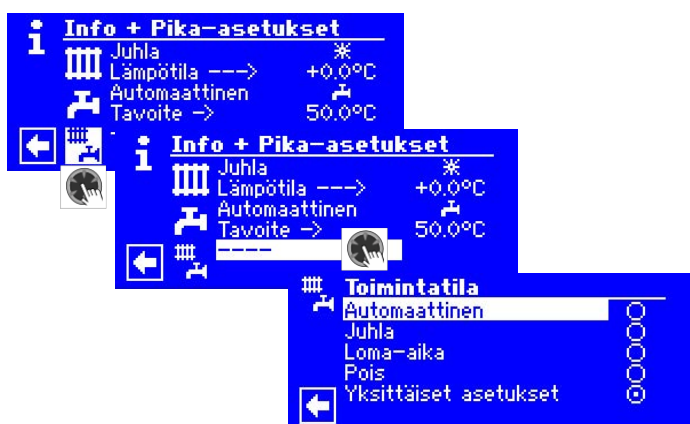 Info + Pika-asetukset
Juhla
Lämpötila ---> +0.0°C
Automaattinen
Tavoite -> 50.0°C
Info + Pika-asetukset
Juhla
Lämpötila ---> +0.0°C
Automaattinen
Tavoite -> 50.0°C
----
Toimintatila
Automaattinen
Juhla
Loma-aika
Pois
Yksittäiset asetukset